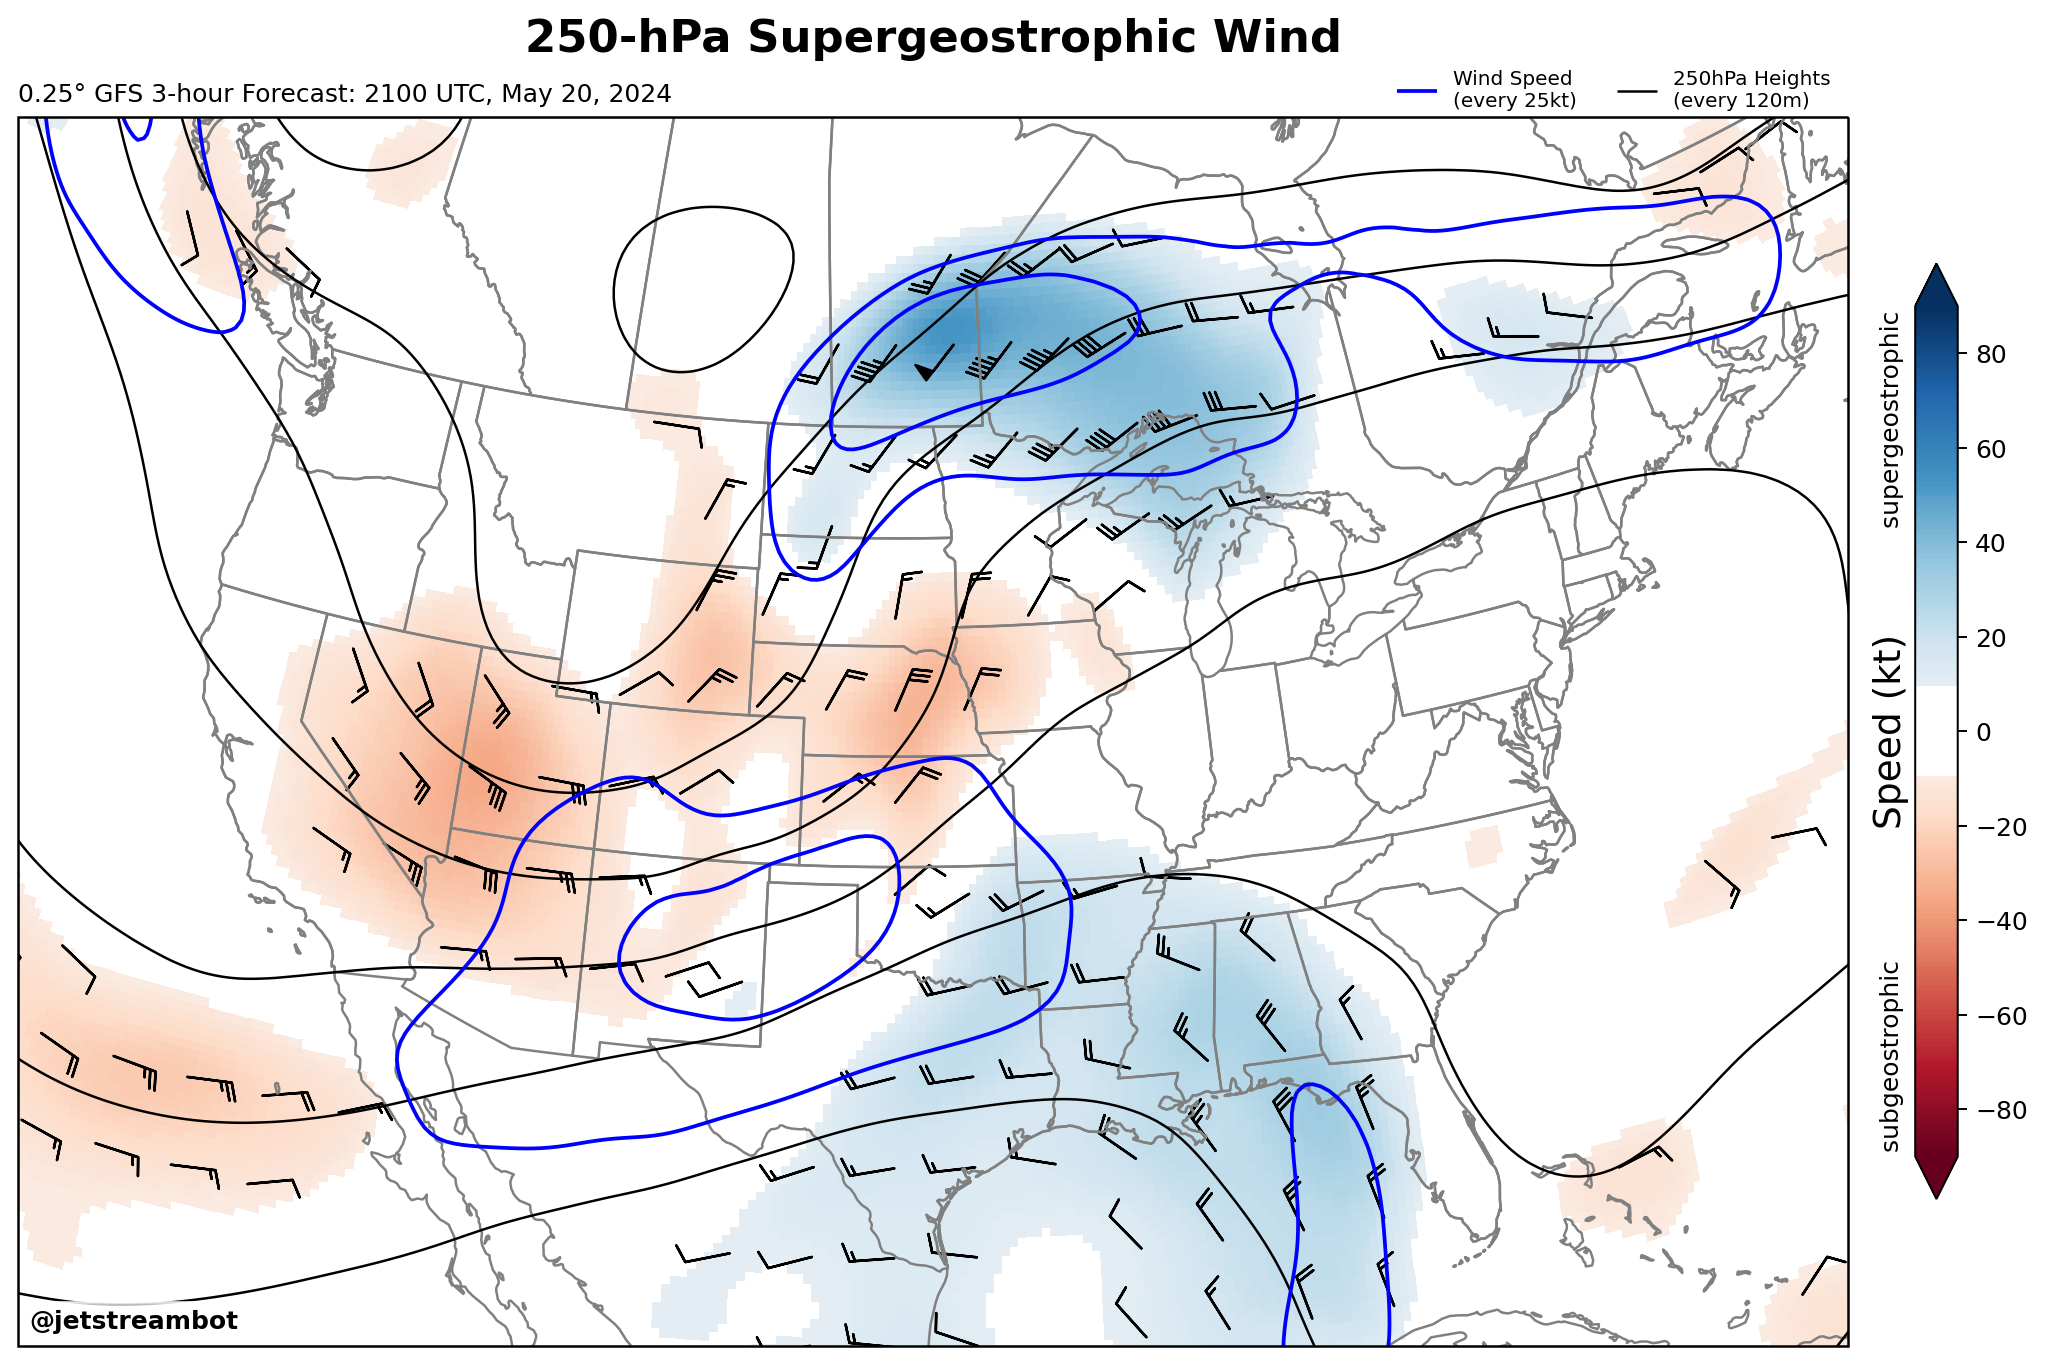 250-hPa Supergeostrophic Wind
0.25° GFS 3-hour Forecast: 2100 UTC, May 20, 2024
Wind Speed
(every 25kt)
250hPa Heights
(every 120m)
supergeostrophic
Speed (kt)
subgeostrophic
80
60
40
20
0
−20
−40
−60
−80
@jetstreambot